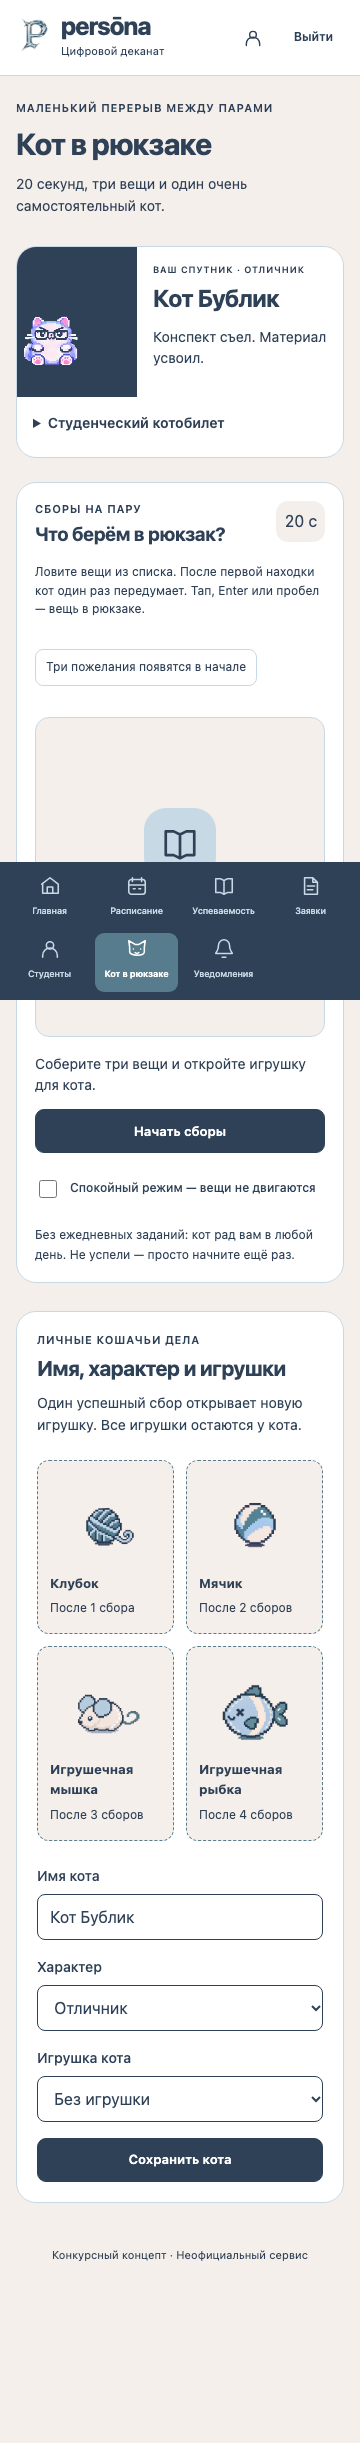 persōna
Цифровой деканат
Выйти
МАЛЕНЬКИЙ ПЕРЕРЫВ МЕЖДУ ПАРАМИ
Кот в рюкзаке
20 секунд, три вещи и один очень
самостоятельный кот.
ВАШ СПУТНИК · ОТЛИЧНИК
Кот Бублик
Конспект съел. Материал
усвоил.
Студенческий котобилет
СБОРЫ НА ПАРУ
Что берём в рюкзак?
20 с
Ловите вещи из списка. После первой находки
кот один раз передумает. Тап, Enter или пробел
— вещь в рюкзаке.
Три пожелания появятся в начале
Главная
Расписание
Успеваемость
Заявки
Студенты
Кот в рюкзаке
Уведомления
Соберите три вещи и откройте игрушку
для кота.
Начать сборы
Спокойный режим — вещи не двигаются
Без ежедневных заданий: кот рад вам в любой
день. Не успели — просто начните ещё раз.
ЛИЧНЫЕ КОШАЧЬИ ДЕЛА
Имя, характер и игрушки
Один успешный сбор открывает новую
игрушку. Все игрушки остаются у кота.
Клубок
После 1 сбора
Мячик
После 2 сборов
Игрушечная
мышка
После 3 сборов
Игрушечная
рыбка
После 4 сборов
Имя кота
Кот Бублик
Характер
Отличник
Игрушка кота
Без игрушки
Сохранить кота
Конкурсный концепт · Неофициальный сервис